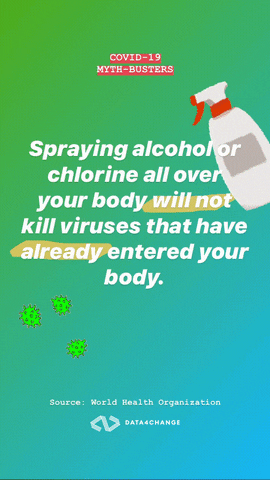 COVID-19
MYTH-BUSTERS
Spraying alcohol or
chlorine all over
your body will not
kill viruses that have
already entered your
body.
Source: World Health Organization
DATA4CHANGE